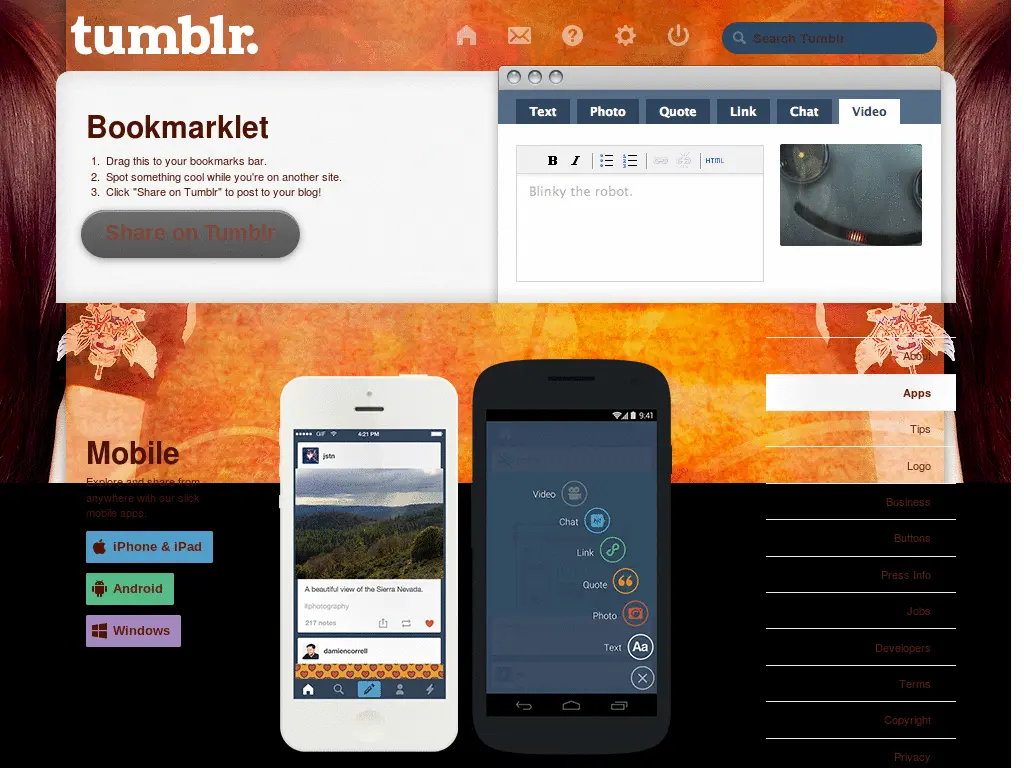 tumblr.
Search Tumblr
Bookmarklet
1. Drag this to your bookmarks bar.
2. Spot something cool while you're on another site.
3. Click "Share on Tumblr" to post to your blog!
Share on Tumblr
Text Photo Quote Link Chat Video
B I HTML
Blinky the robot.
About
Apps
Tips
Logo
Business
Buttons
Press Info
Jobs
Developers
Terms
Copyright
Privacy
Mobile
Explore and share from
anywhere with our slick
mobile apps.
iPhone & iPad
Android
Windows
GIF 4:21 PM
jstn
A beautiful view of the Sierra Nevada.
#photography
217 notes
damiencorrell
9:41
Video
Chat
Link
Quote
Photo
Text Aa